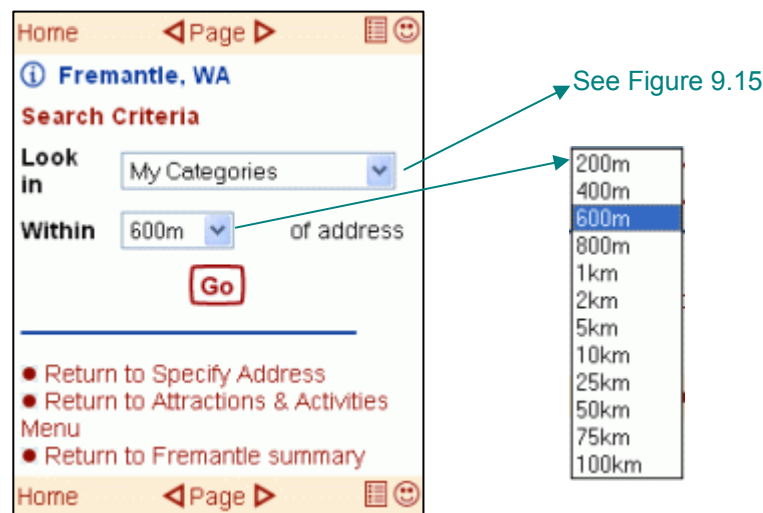 Home Page
Fremantle, WA
See Figure 9.15
Search Criteria
Look in My Categories
Within 600m of address
Go
Return to Specify Address
Return to Attractions & Activities
Menu
Return to Fremantle summary
Home Page
200m
400m
600m
800m
1km
2km
5km
10km
25km
50km
75km
100km